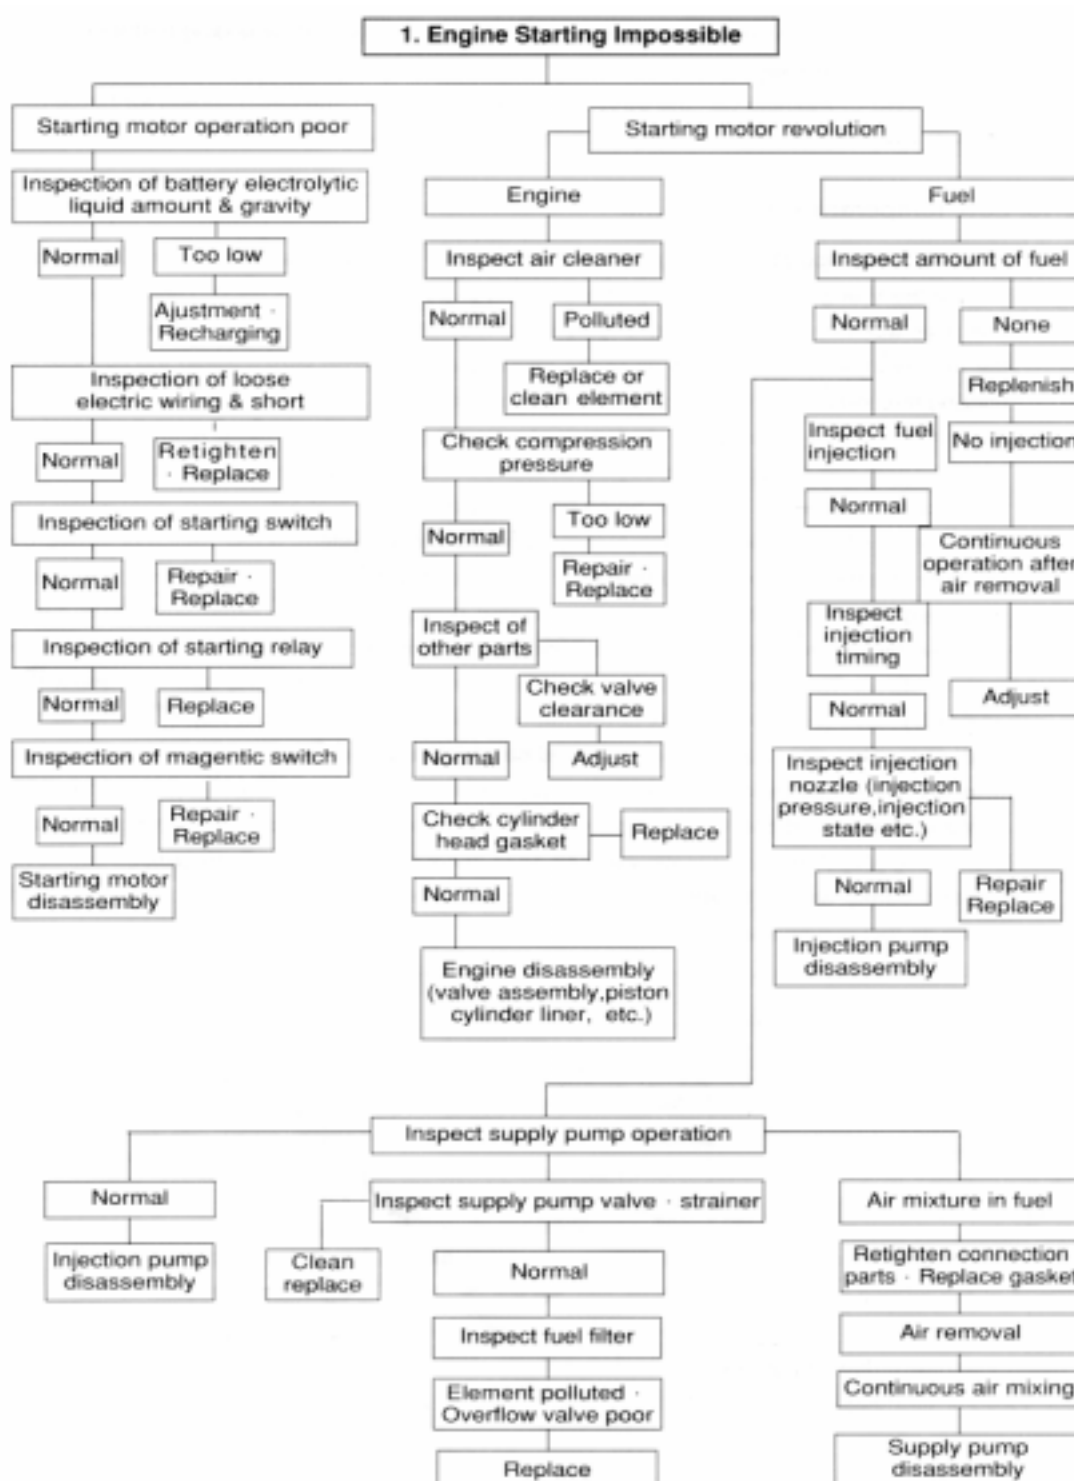 1. Engine Starting Impossible
Starting motor operation poor
Inspection of battery electrolytic
liquid amount & gravity
Normal
Too low
Ajustment ·
Recharging
Inspection of loose
electric wiring & short
Normal
Retighten
· Replace
Inspection of starting switch
Normal
Repair ·
Replace
Inspection of starting relay
Normal
Replace
Inspection of magentic switch
Normal
Repair ·
Replace
Starting motor
disassembly
Starting motor revolution
Engine
Inspect air cleaner
Normal
Polluted
Replace or
clean element
Check compression
pressure
Normal
Too low
Repair ·
Replace
Inspect of
other parts
Check valve
clearance
Normal
Adjust
Check cylinder
head gasket
Replace
Normal
Engine disassembly
(valve assembly,piston
cylinder liner, etc.)
Fuel
Inspect amount of fuel
Normal
None
Replenish
Inspect fuel
injection
No injection
Normal
Continuous
operation after
air removal
Inspect
injection
timing
Adjust
Normal
Inspect injection
nozzle (injection
pressure,injection
state etc.)
Normal
Repair
Replace
Injection pump
disassembly
Inspect supply pump operation
Normal
Injection pump
disassembly
Inspect supply pump valve · strainer
Clean
replace
Normal
Inspect fuel filter
Element polluted ·
Overflow valve poor
Replace
Air mixture in fuel
Retighten connection
parts · Replace gasket
Air removal
Continuous air mixing
Supply pump
disassembly